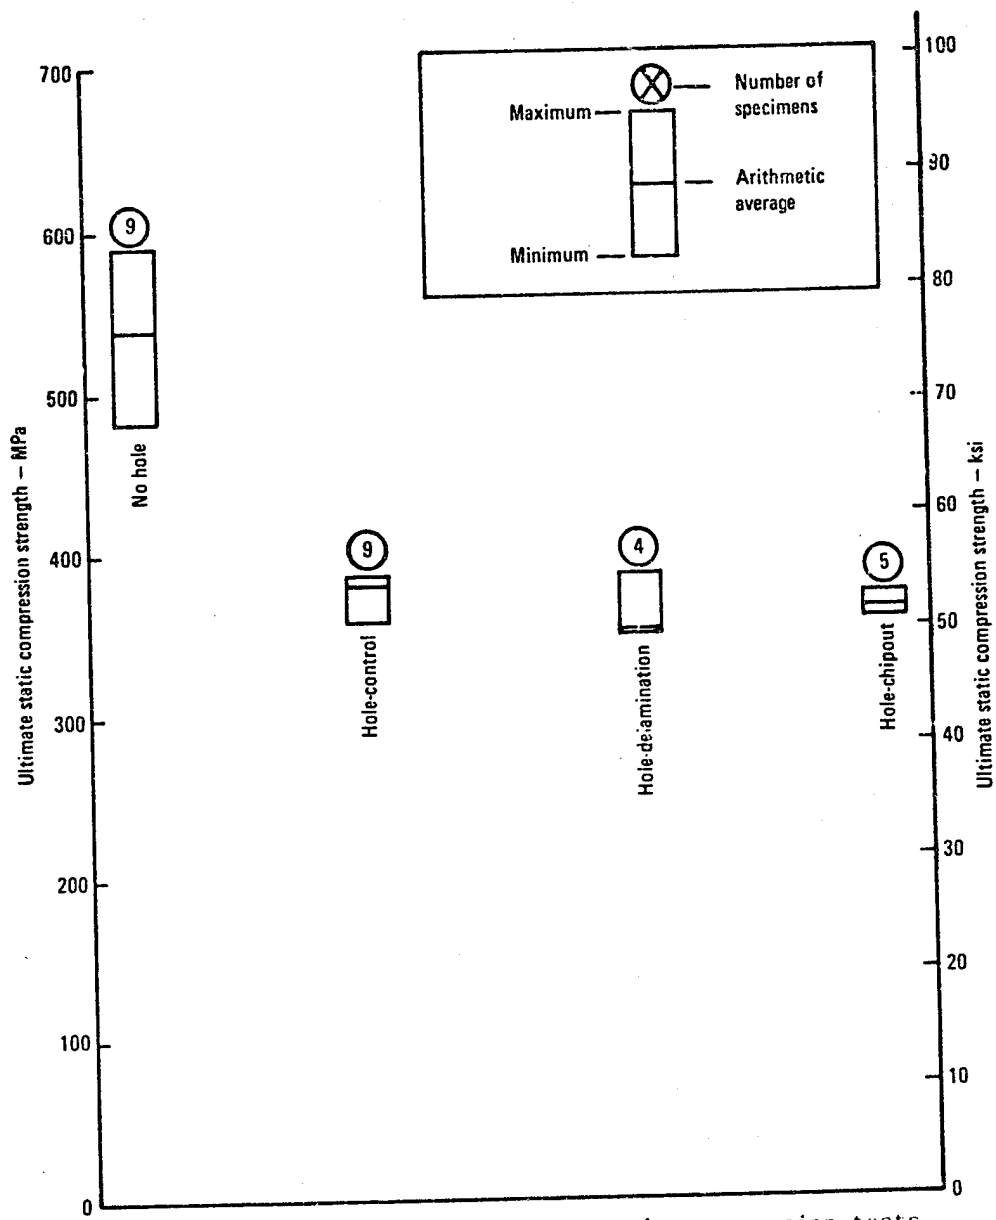 700
600
500
400
300
200
100
0
Ultimate static compression strength – MPa
Maximum
Minimum
Number of
specimens
Arithmetic
average
9
No hole
9
Hole-control
4
Hole-delamination
5
Hole-chipout
100
90
80
70
60
50
40
30
20
10
0
Ultimate static compression strength – ksi
tests